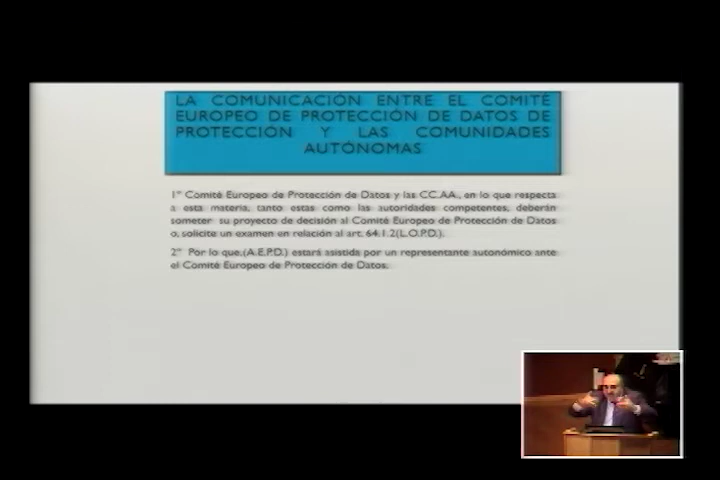 LA COMUNICACIÓN ENTRE EL COMITÉ
EUROPEO DE PROTECCIÓN DE DATOS DE
PROTECCIÓN Y LAS COMUNIDADES
AUTÓNOMAS
1º Comité Europeo de Protección de Datos y las CC.AA., en lo que respecta
a esta materia, tanto estas como las autoridades competentes, deberán
someter su proyecto de decisión al Comité Europeo de Protección de Datos
o, solicite un examen en relación al art. 64.1.2(L.O.P.D.).
2º Por lo que,(A.E.P.D.) estará asistida por un representante autonómico ante
el Comité Europeo de Protección de Datos.